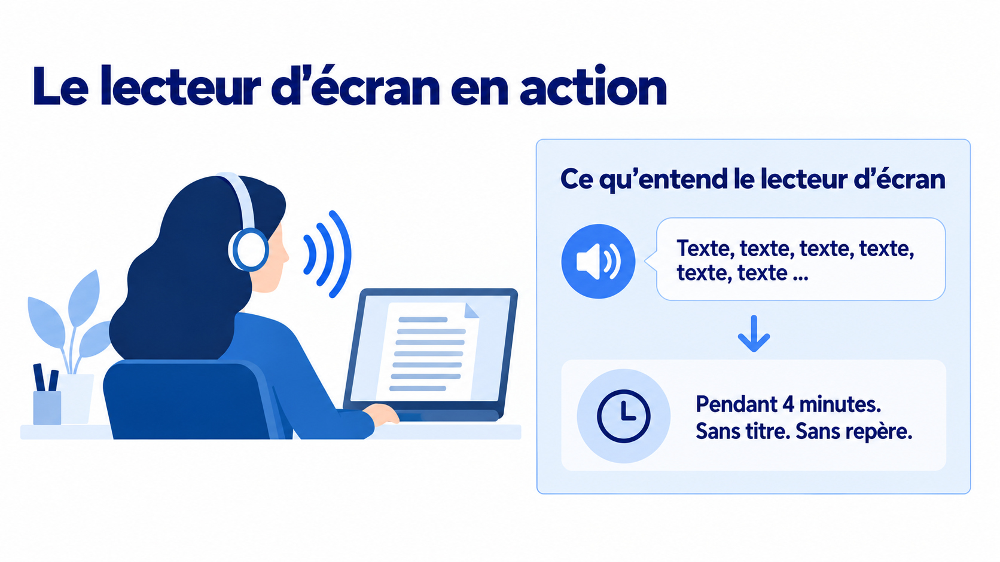 Le lecteur d’écran en action
Ce qu’entend le lecteur d’écran
Texte, texte, texte, texte,
texte, texte ...
Pendant 4 minutes.
Sans titre. Sans repère.